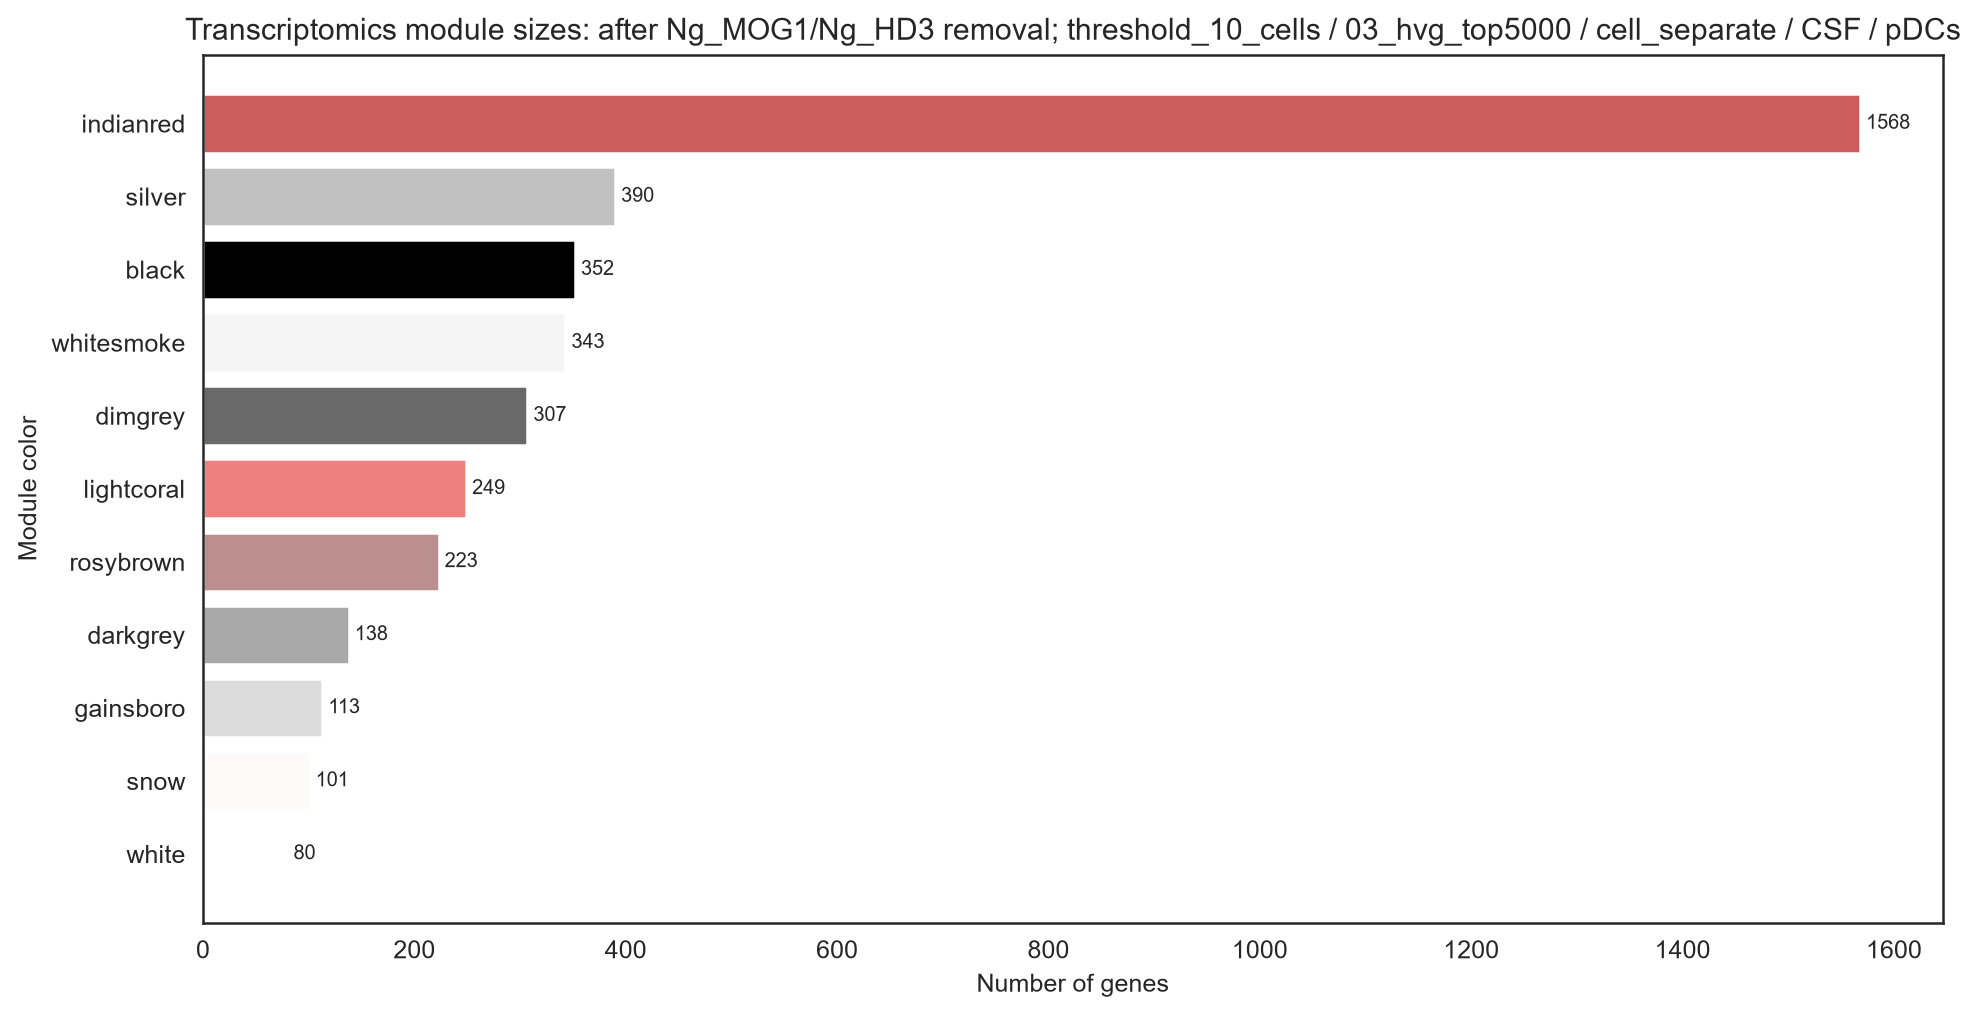 Transcriptomics module sizes: after Ng_MOG1/Ng_HD3 removal; threshold_10_cells / 03_hvg_top5000 / cell_separate / CSF / pDCs
Module color
indianred 1568
silver 390
black 352
whitesmoke 343
dimgrey 307
lightcoral 249
rosybrown 223
darkgrey 138
gainsboro 113
snow 101
white 80
0 200 400 600 800 1000 1200 1400 1600
Number of genes